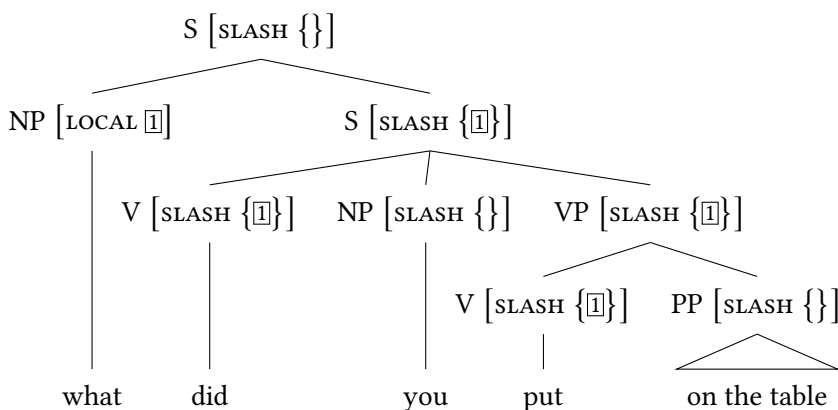 S [SLASH {}]
NP [LOCAL 1] S [SLASH {1}]
V [SLASH {1}] NP [SLASH {}] VP [SLASH {1}]
V [SLASH {1}] PP [SLASH {}]
what did you put on the table